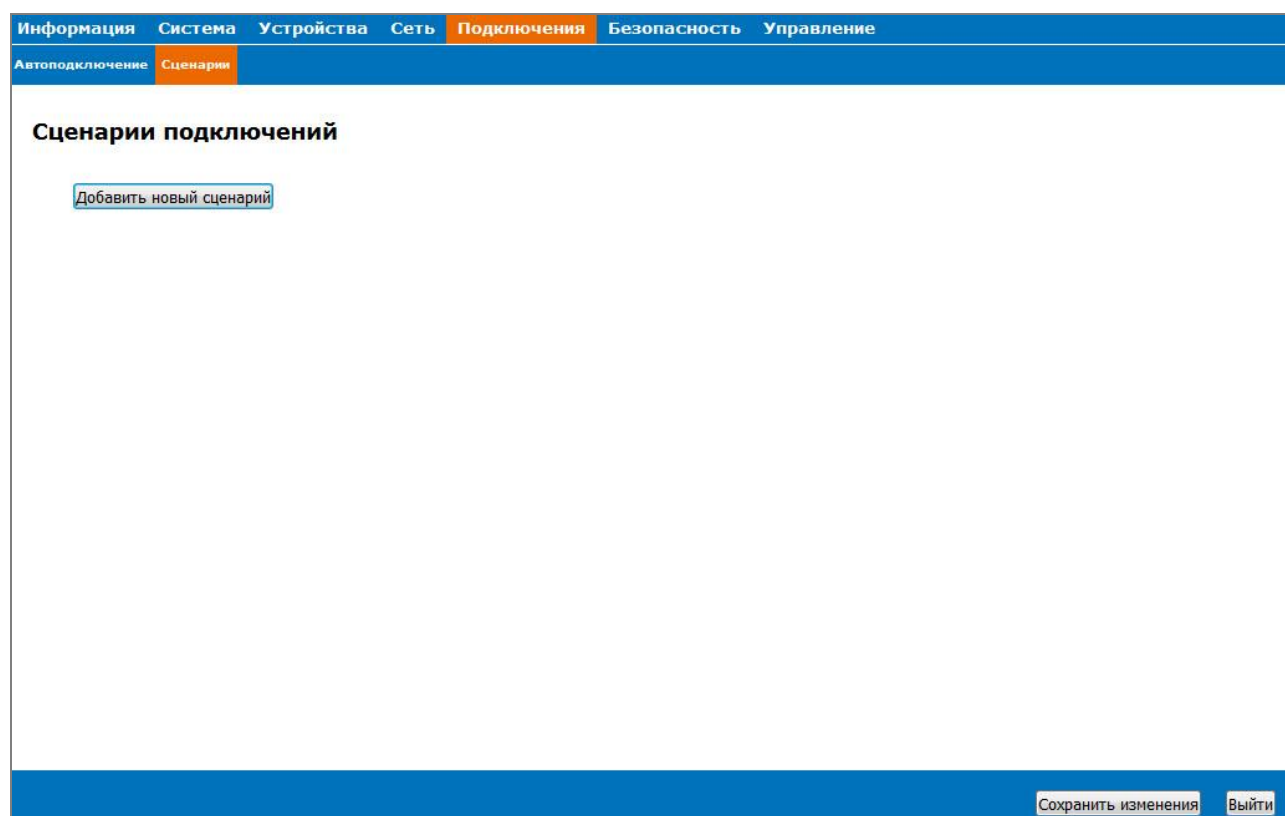 Информация Система Устройства Сеть Подключения Безопасность Управление
Автоподключение Сценарии
Сценарии подключений
Добавить новый сценарий
Сохранить изменения Выйти